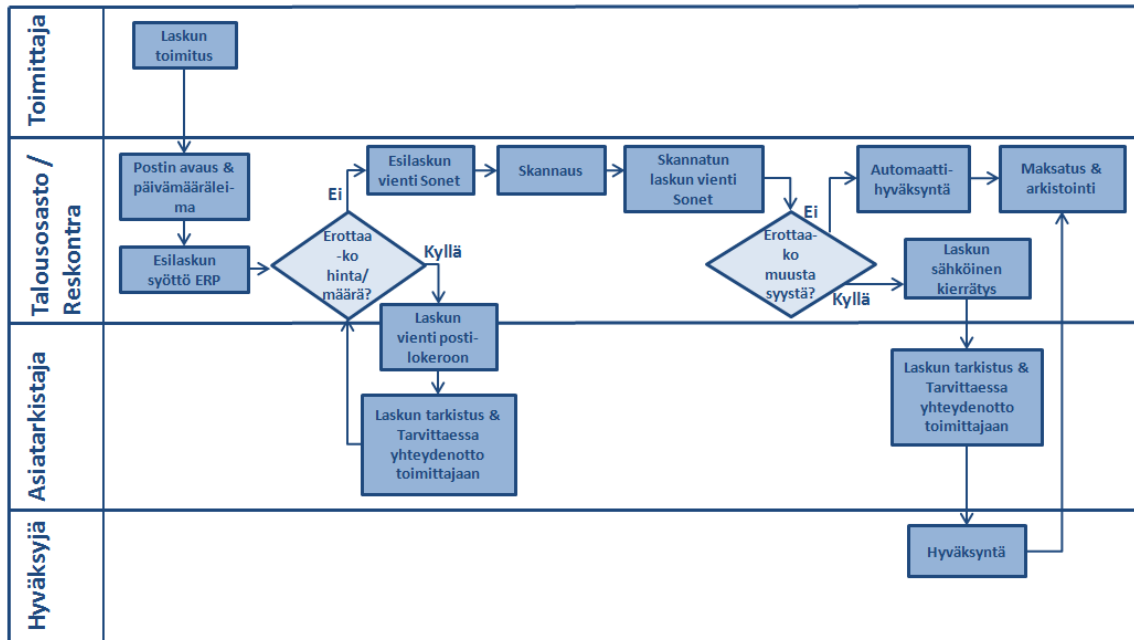 Toimittaja
Laskun
toimitus
Talousosasto /
Reskontra
Postin avaus &
päivämäärälei-
ma
Esilaskun
syöttö ERP
Erottaa
-ko
hinta/
määrä?
Ei
Kyllä
Esilaskun
vienti Sonet
Skannaus
Skannatun
laskun vienti
Sonet
Erottaa-
ko
muusta
syystä?
Ei
Kyllä
Automaatti-
hyväksyntä
Maksatus &
arkistointi
Laskun
sähköinen
kierrätys
Asiatarkistaja
Laskun
vienti posti-
lokeroon
Laskun tarkistus &
Tarvittaessa
yhteydenotto
toimittajaan
Laskun tarkistus &
Tarvittaessa
yhteydenotto
toimittajaan
Hyväksyjä
Hyväksyntä